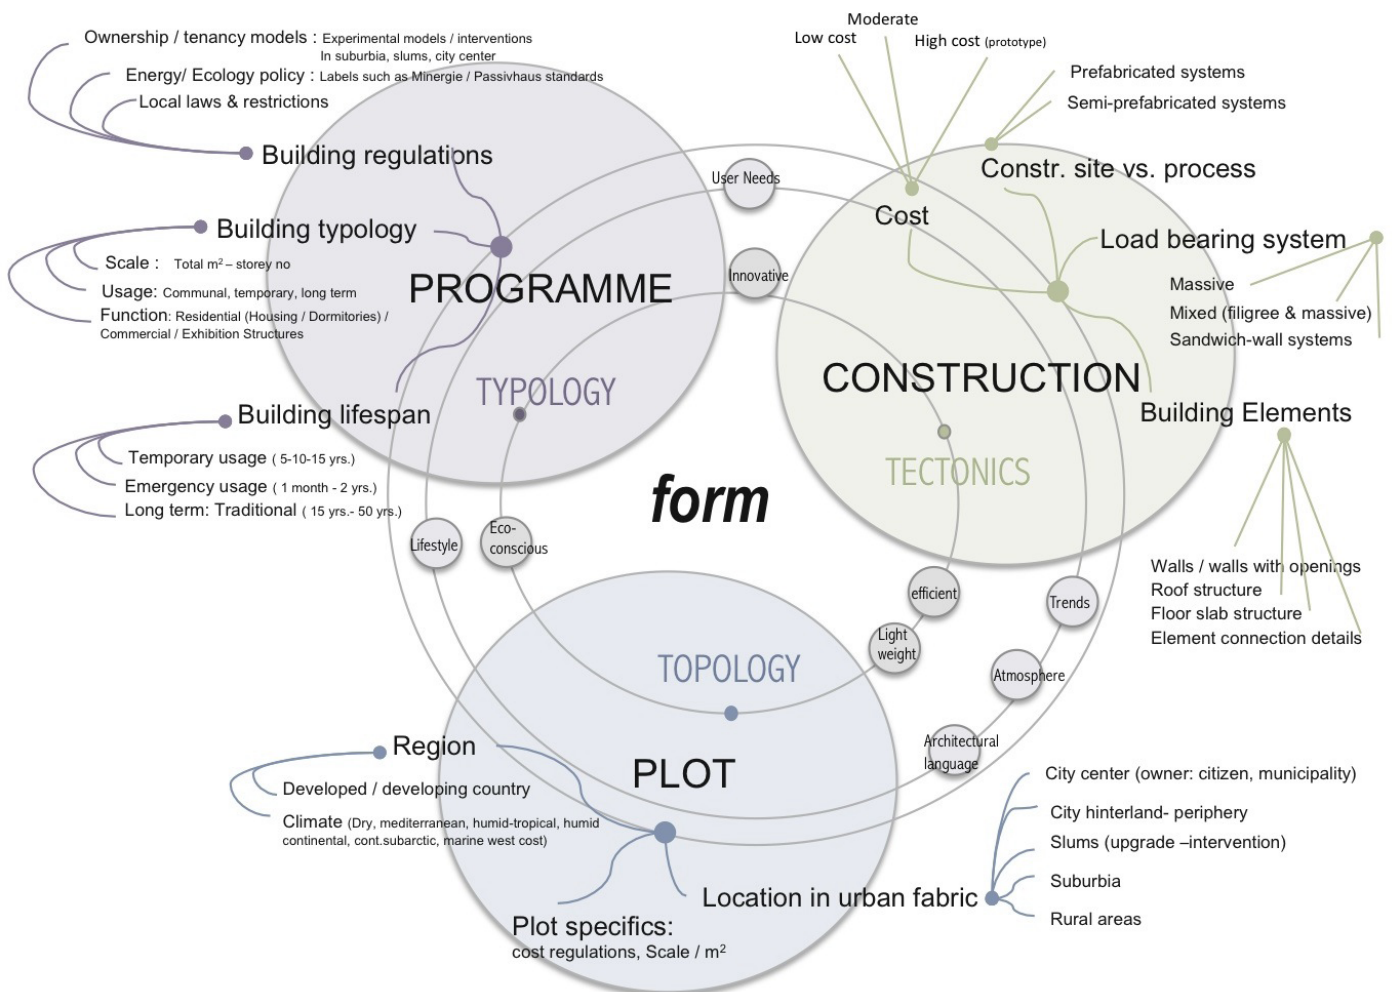 Ownership / tenancy models : Experimental models / interventions
In suburbia, slums, city center
Energy/ Ecology policy : Labels such as Minergie / Passivhaus standards
Local laws & restrictions
Building regulations
Building typology
Scale : Total m² – storey no
Usage: Communal, temporary, long term
Function: Residential (Housing / Dormitories) /
Commercial / Exhibition Structures
PROGRAMME
TYPOLOGY
Building lifespan
Temporary usage ( 5-10-15 yrs.)
Emergency usage ( 1 month - 2 yrs.)
Long term: Traditional ( 15 yrs.- 50 yrs.)
User Needs
Innovative
Moderate
Low cost
High cost (prototype)
Prefabricated systems
Semi-prefabricated systems
Constr. site vs. process
Cost
Load bearing system
Massive
Mixed (filigree & massive)
Sandwich-wall systems
CONSTRUCTION
Building Elements
TECTONICS
Walls / walls with openings
Roof structure
Floor slab structure
Element connection details
form
Lifestyle
Eco-
conscious
efficient
Light
weight
Trends
Atmosphere
Architectural
language
TOPOLOGY
PLOT
Region
Developed / developing country
Climate (Dry, mediterranean, humid-tropical, humid
continental, cont.subarctic, marine west cost)
Plot specifics:
cost regulations, Scale / m²
Location in urban fabric
City center (owner: citizen, municipality)
City hinterland- periphery
Slums (upgrade –intervention)
Suburbia
Rural areas